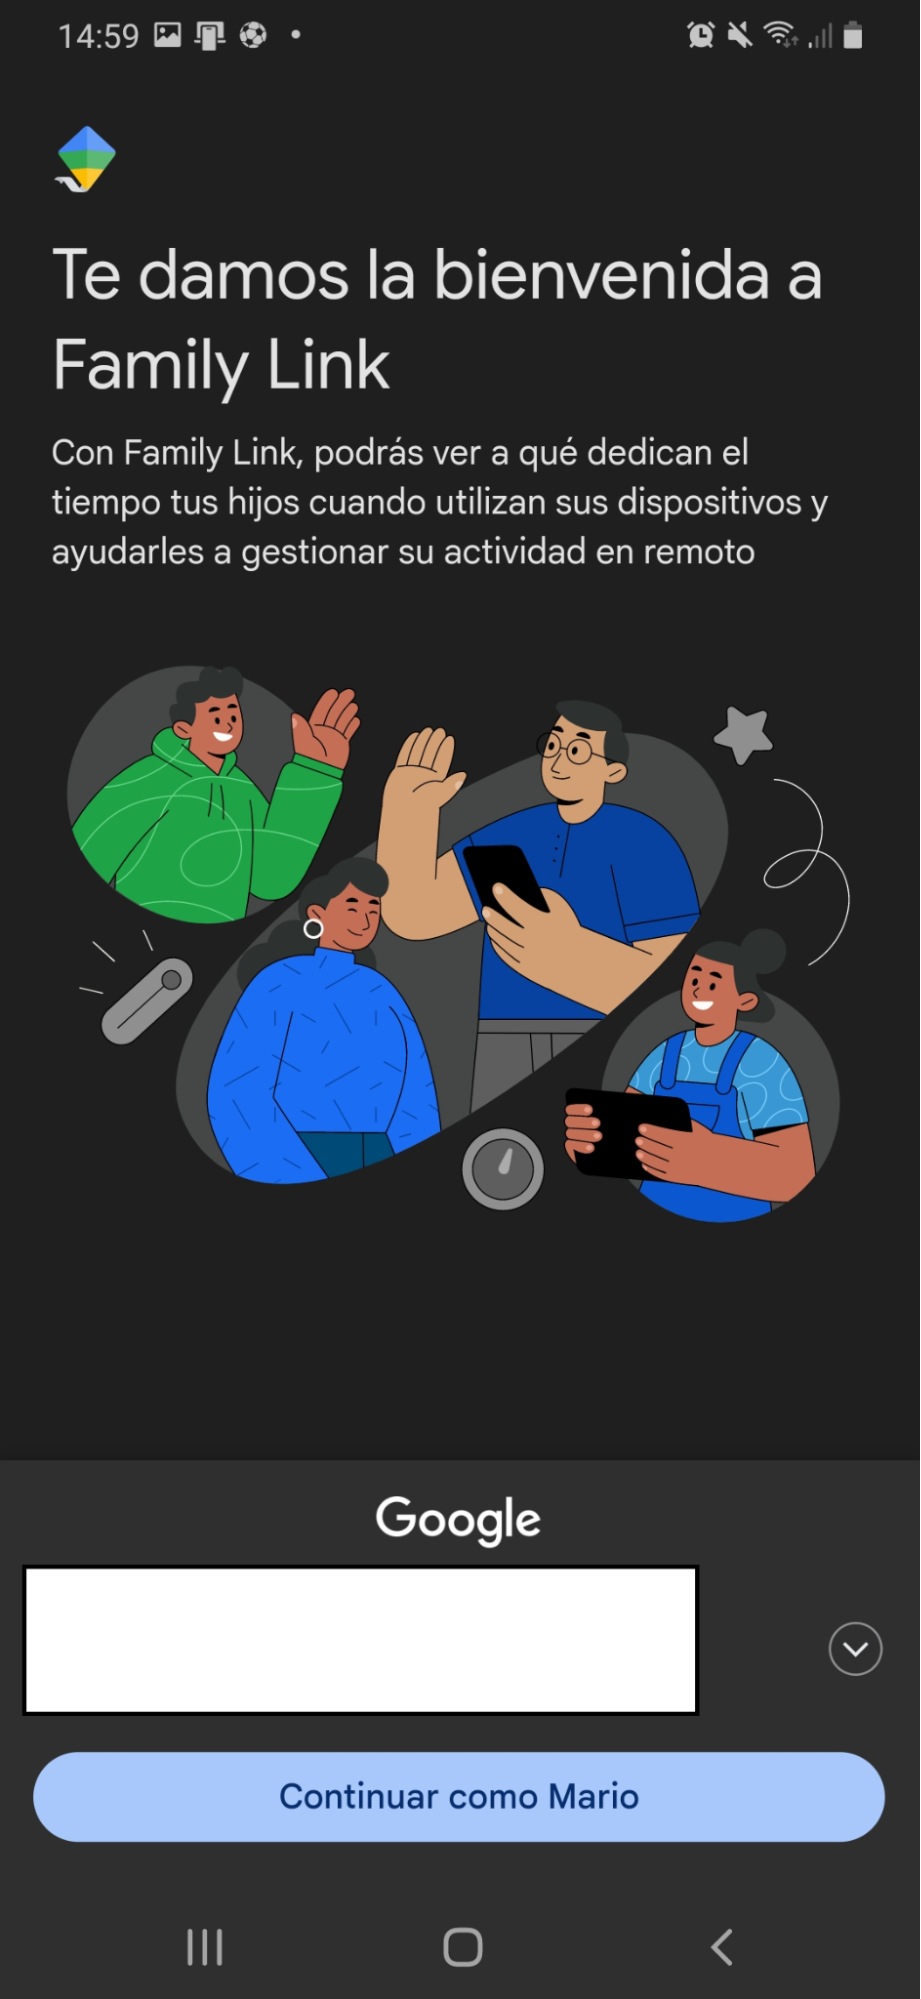 14:59
Te damos la bienvenida a
Family Link
Con Family Link, podrás ver a qué dedican el
tiempo tus hijos cuando utilizan sus dispositivos y
ayudarles a gestionar su actividad en remoto
Google
Continuar como Mario